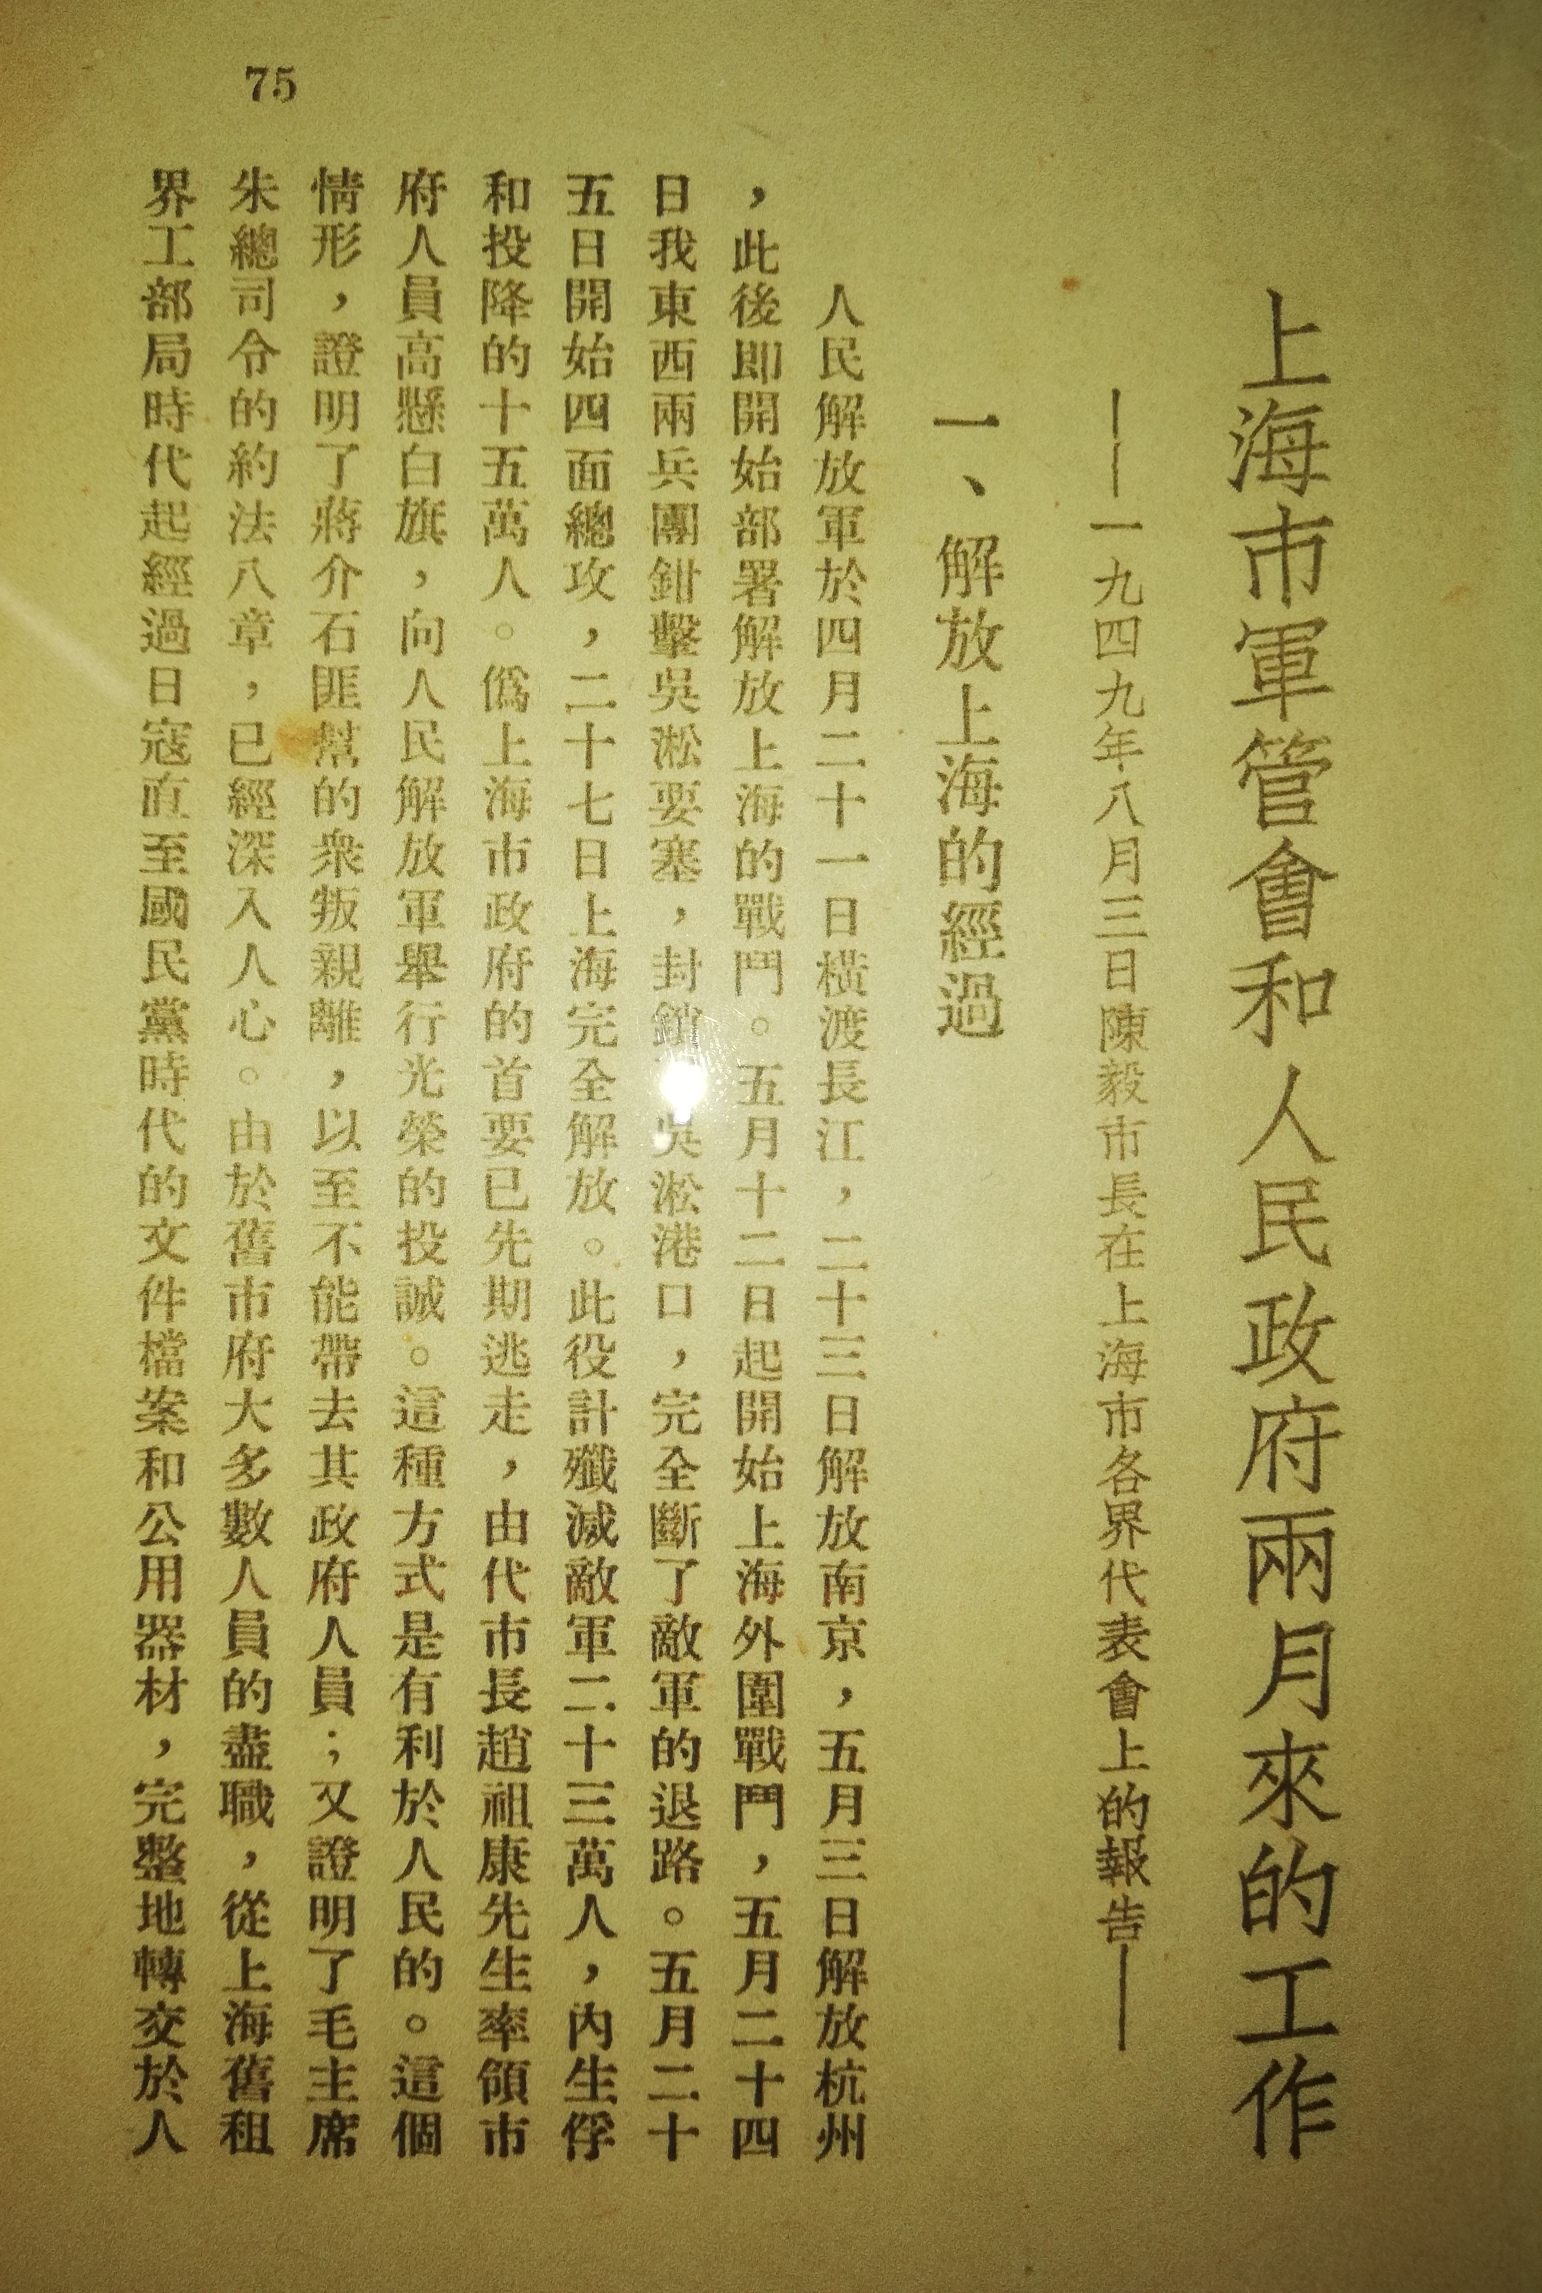 上海市軍管會和人民政府兩月來的工作
——一九四九年八月三日陳毅市長在上海市各界代表會上的報告——
一、解放上海的經過
人民解放軍於四月二十一日橫渡長江，二十三日解放南京，五月三日解放杭州
，此後即開始部署解放上海的戰鬥。五月十二日起開始上海外圍戰鬥，五月二十四
日我東西兩兵團鉗擊吳淞要塞，封鎖吳淞港口，完全斷了敵軍的退路。五月二十
五日開始四面總攻，二十七日上海完全解放。此役計殲滅敵軍二十三萬人，內生俘
和投降的十五萬人。僞上海市政府的首要已先期逃走，由代市長趙祖康先生率領市
府人員高懸白旗，向人民解放軍舉行光榮的投誠。這種方式是有利於人民的。這個
情形，證明了蔣介石匪幫的衆叛親離，以至不能帶去其政府人員；又證明了毛主席
朱總司令的約法八章，已經深入人心。由於舊市府大多數人員的盡職，從上海舊租
界工部局時代起經過日寇直至國民黨時代的文件檔案和公用器材，完整地轉交於人
75